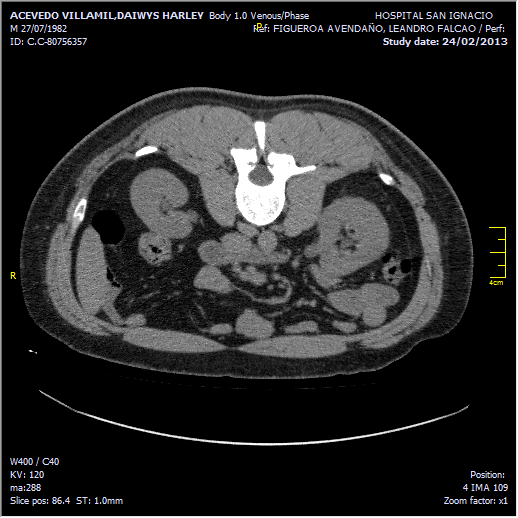 ACEVEDO VILLAMIL,DAIWYS HARLEY Body 1.0 Venous/Phase HOSPITAL SAN IGNACIO
M 27/07/1982 Ref: FIGUEROA AVENDAÑO, LEANDRO FALCAO / Perf:
ID: C.C-80756357 Study date: 24/02/2013
R
4cm
W400 / C40
KV: 120 Position:
ma:288 4 IMA 109
Slice pos: 86.4 ST: 1.0mm Zoom factor: x1